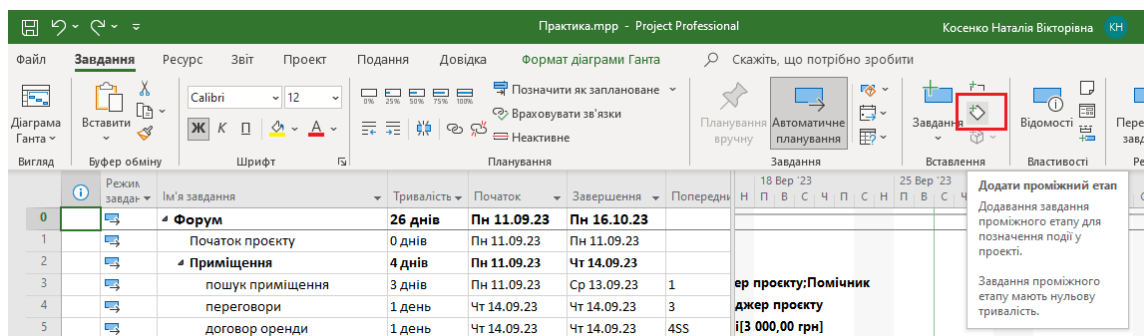 Практика.mpp - Project Professional
Косенко Наталія Вікторівна КН
Файл Завдання Ресурс Звіт Проект Подання Довідка Формат діаграми Ганта Скажіть, що потрібно зробити
Діаграма Ганта
Вигляд
Вставити
Буфер обміну
Calibri 12
Ж К П А
Шрифт
0% 25% 50% 75% 100%
Позначити як заплановане
Враховувати зв'язки
Неактивне
Планування
Планування вручну
Автоматичне планування
Завдання
Завдання
Вставлення
Відомості
Властивості
Режим завдан Ім'я завдання Тривалість Початок Завершення Попередни
18 Вер '23 25 Вер '23
Н П В С Ч П С Н П В С Ч
0 Форум 26 днів Пн 11.09.23 Пн 16.10.23
1 Початок проєкту 0 днів Пн 11.09.23 Пн 11.09.23
2 Приміщення 4 днів Пн 11.09.23 Чт 14.09.23
3 пошук приміщення 3 днів Пн 11.09.23 Ср 13.09.23 1 ер проєкту;Помічник
4 переговори 1 день Чт 14.09.23 Чт 14.09.23 3 джер проєкту
5 договор оренди 1 день Чт 14.09.23 Чт 14.09.23 4SS і[3 000,00 грн]
Додати проміжний етап
Додавання завдання
проміжного етапу для
позначення події у
проекті.
Завдання проміжного
етапу мають нульову
тривалість.